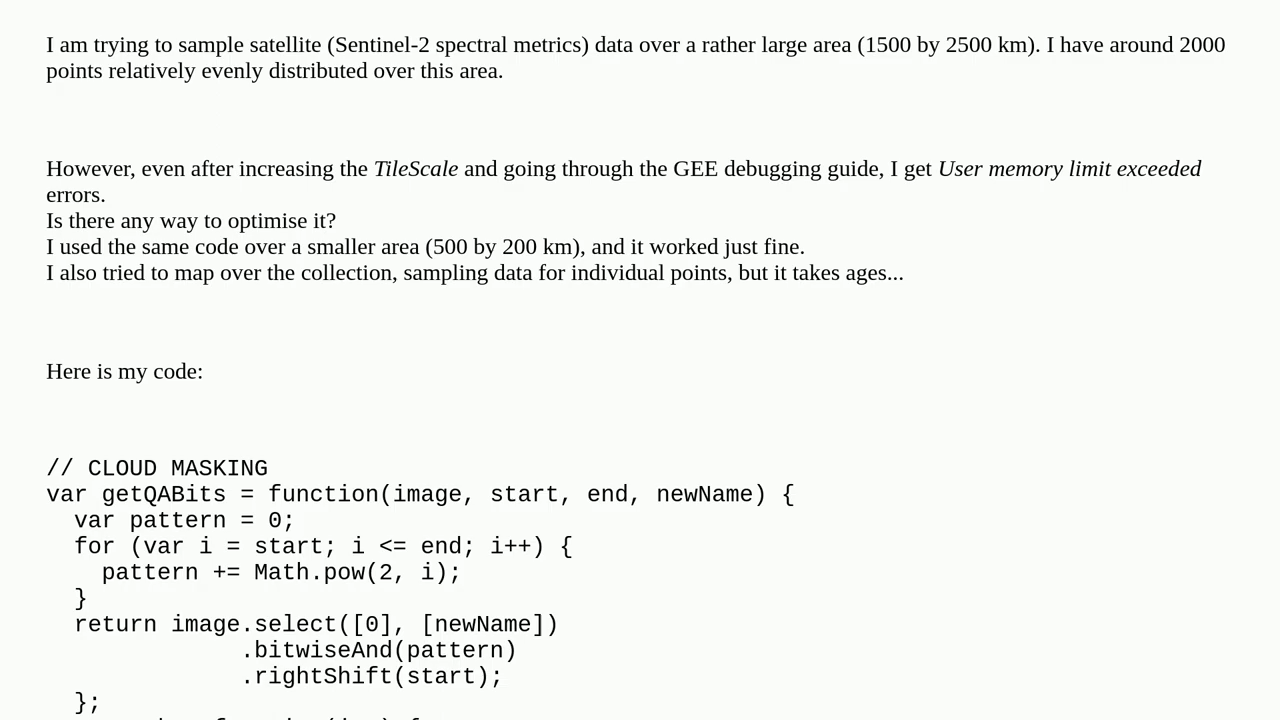 I am trying to sample satellite (Sentinel-2 spectral metrics) data over a rather large area (1500 by 2500 km). I have around 2000
points relatively evenly distributed over this area.
However, even after increasing the TileScale and going through the GEE debugging guide, I get User memory limit exceeded
errors.
Is there any way to optimise it?
I used the same code over a smaller area (500 by 200 km), and it worked just fine.
I also tried to map over the collection, sampling data for individual points, but it takes ages...
Here is my code:
// CLOUD MASKING
var getQABits = function(image, start, end, newName) {
  var pattern = 0;
  for (var i = start; i <= end; i++) {
    pattern += Math.pow(2, i);
  }
  return image.select([0], [newName])
              .bitwiseAnd(pattern)
              .rightShift(start);
  };